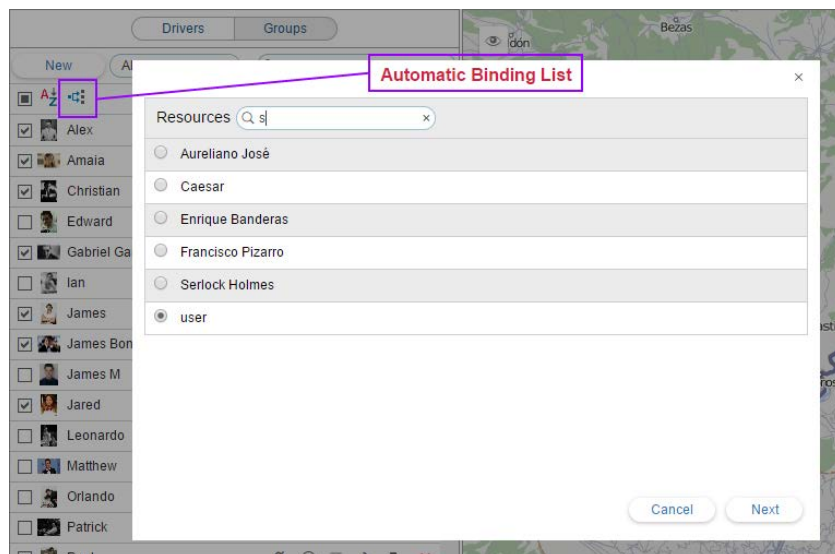 Drivers Groups
Bežas
dón
New Al
Automatic Binding List
×
A
Z
Resources s ×
Alex
Aureliano José
Amaia
Caesar
Christian
Enrique Banderas
Edward
Gabriel Ga
Francisco Pizarro
Ian
Serlock Holmes
James
user
James Bon
James M
Jared
Leonardo
Matthew
Orlando
Cancel Next
Patrick